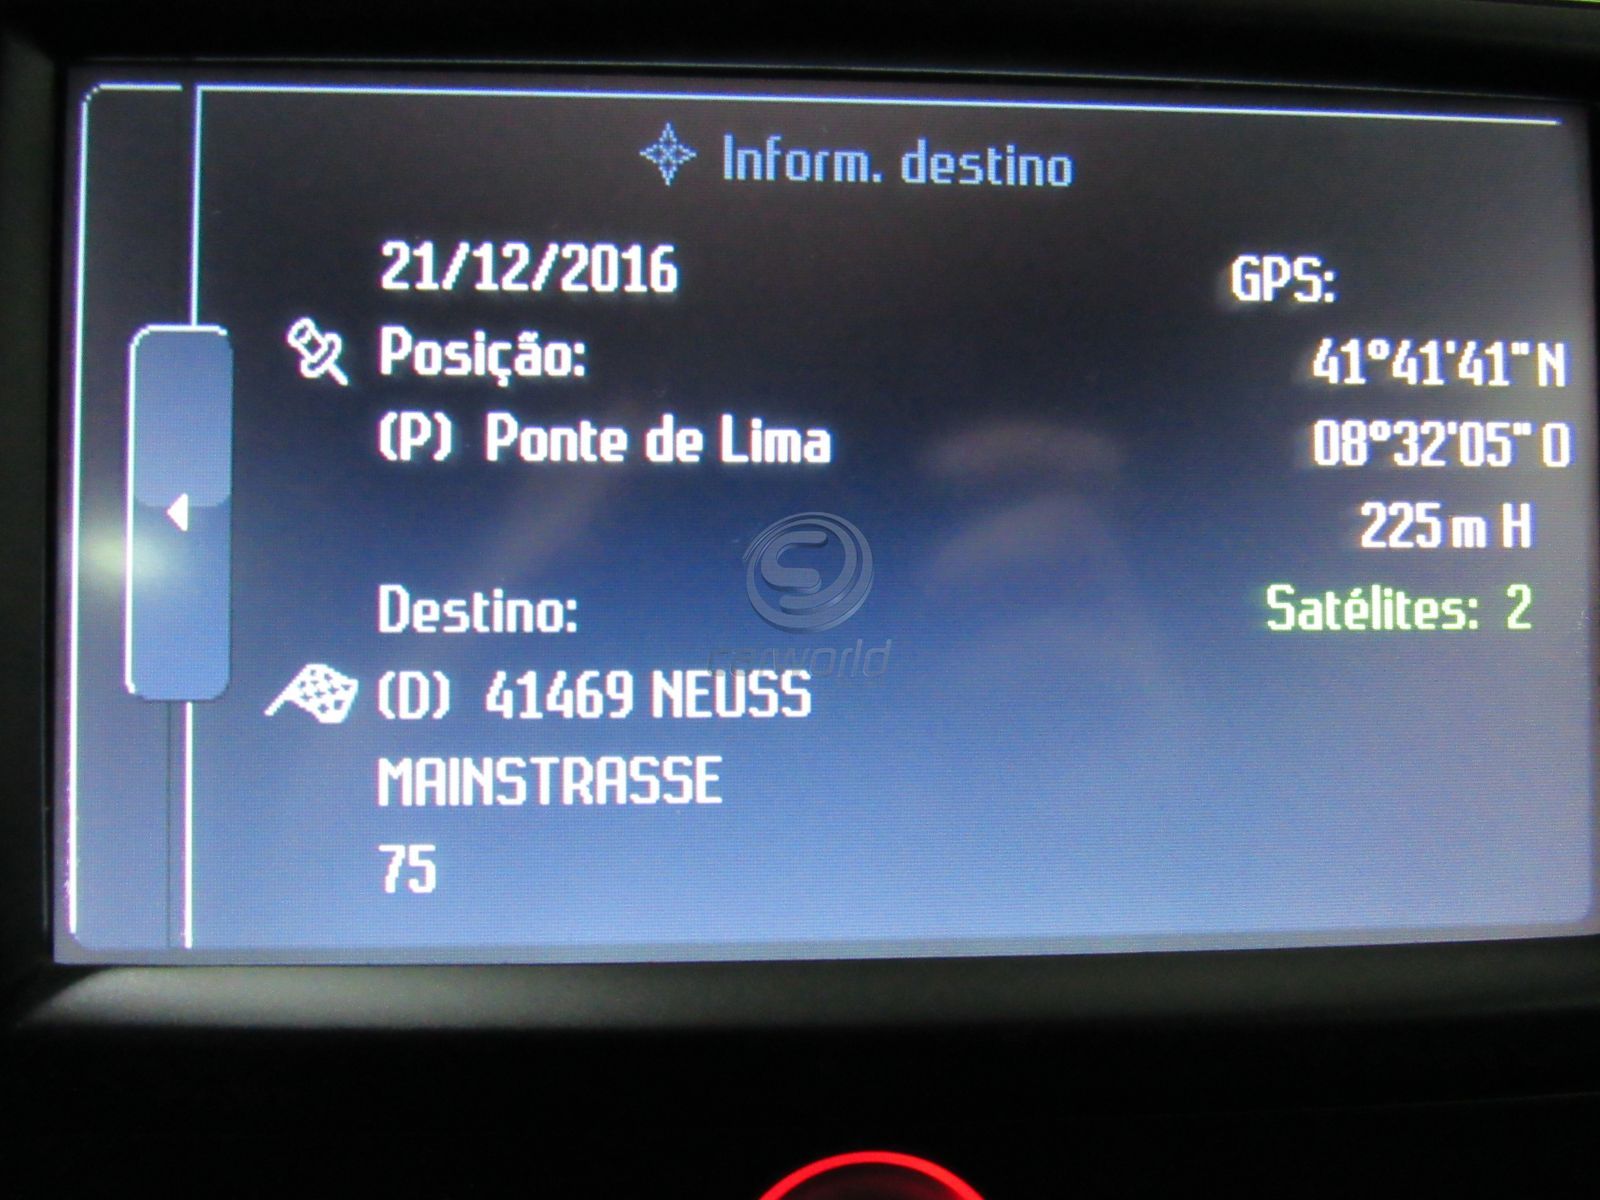 Inform. destino
21/12/2016
GPS:
Posição:
41°41'41" N
(P) Ponte de Lima
08°32'05" O
225 m H
Destino:
Satélites: 2
carworld
(D) 41469 NEUSS
MAINSTRASSE
75